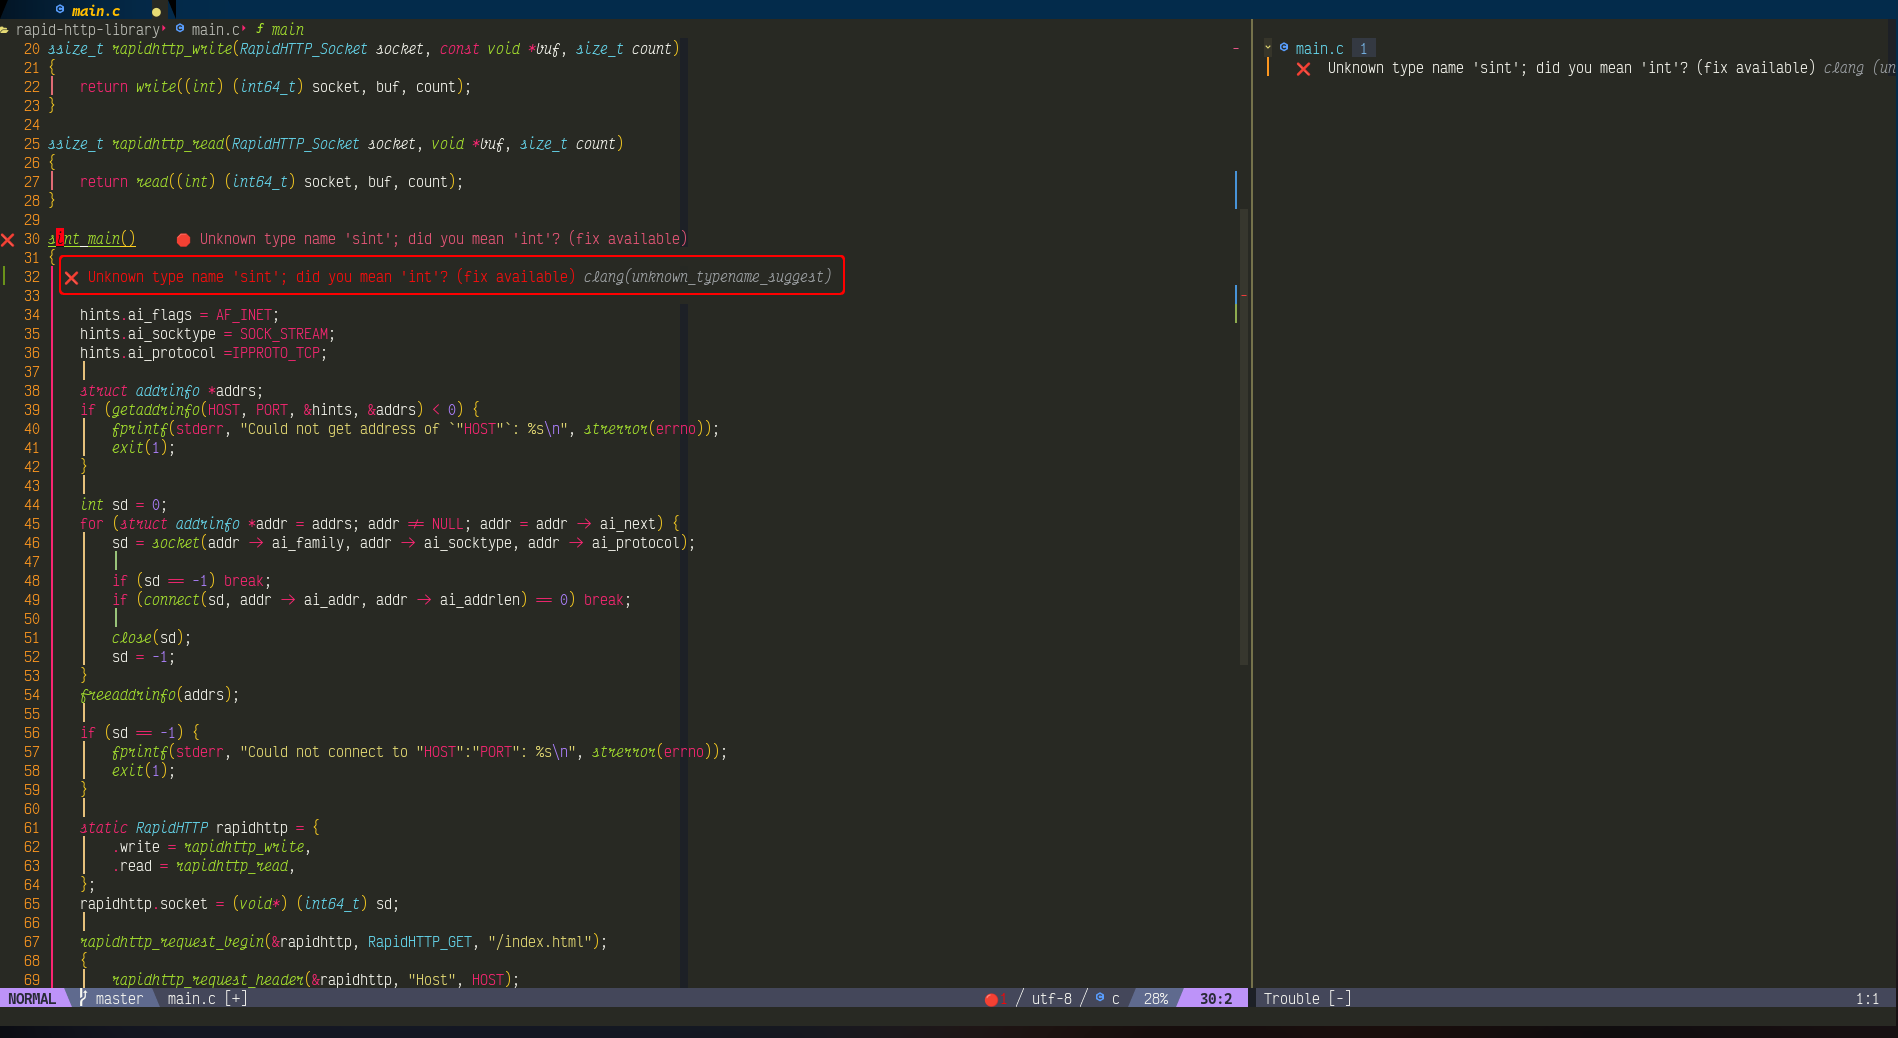 main.c
rapid-http-library main.c ƒ main
20 ssize_t rapidhttp_write(RapidHTTP_Socket socket, const void *buf, size_t count)
21 {
22 return write((int) (int64_t) socket, buf, count);
23 }
24
25 ssize_t rapidhttp_read(RapidHTTP_Socket socket, void *buf, size_t count)
26 {
27 return read((int) (int64_t) socket, buf, count);
28 }
29
30 sint main() Unknown type name 'sint'; did you mean 'int'? (fix available)
31 {
32 Unknown type name 'sint'; did you mean 'int'? (fix available) clang(unknown_typename_suggest)
33
34 hints.ai_flags = AF_INET;
35 hints.ai_socktype = SOCK_STREAM;
36 hints.ai_protocol =IPPROTO_TCP;
37
38 struct addrinfo *addrs;
39 if (getaddrinfo(HOST, PORT, &hints, &addrs) < 0) {
40 fprintf(stderr, "Could not get address of `"HOST"`: %s\n", strerror(errno));
41 exit(1);
42 }
43
44 int sd = 0;
45 for (struct addrinfo *addr = addrs; addr ≠ NULL; addr = addr → ai_next) {
46 sd = socket(addr → ai_family, addr → ai_socktype, addr → ai_protocol);
47
48 if (sd == -1) break;
49 if (connect(sd, addr → ai_addr, addr → ai_addrlen) == 0) break;
50
51 close(sd);
52 sd = -1;
53 }
54 freeaddrinfo(addrs);
55
56 if (sd == -1) {
57 fprintf(stderr, "Could not connect to "HOST":"PORT": %s\n", strerror(errno));
58 exit(1);
59 }
60
61 static RapidHTTP rapidhttp = {
62 .write = rapidhttp_write,
63 .read = rapidhttp_read,
64 };
65 rapidhttp.socket = (void*) (int64_t) sd;
66
67 rapidhttp_request_begin(&rapidhttp, RapidHTTP_GET, "/index.html");
68 {
69 rapidhttp_request_header(&rapidhttp, "Host", HOST);
NORMAL master main.c [+] utf-8 c 28% 30:2
main.c 1
Unknown type name 'sint'; did you mean 'int'? (fix available) clang (un
Trouble [-] 1:1